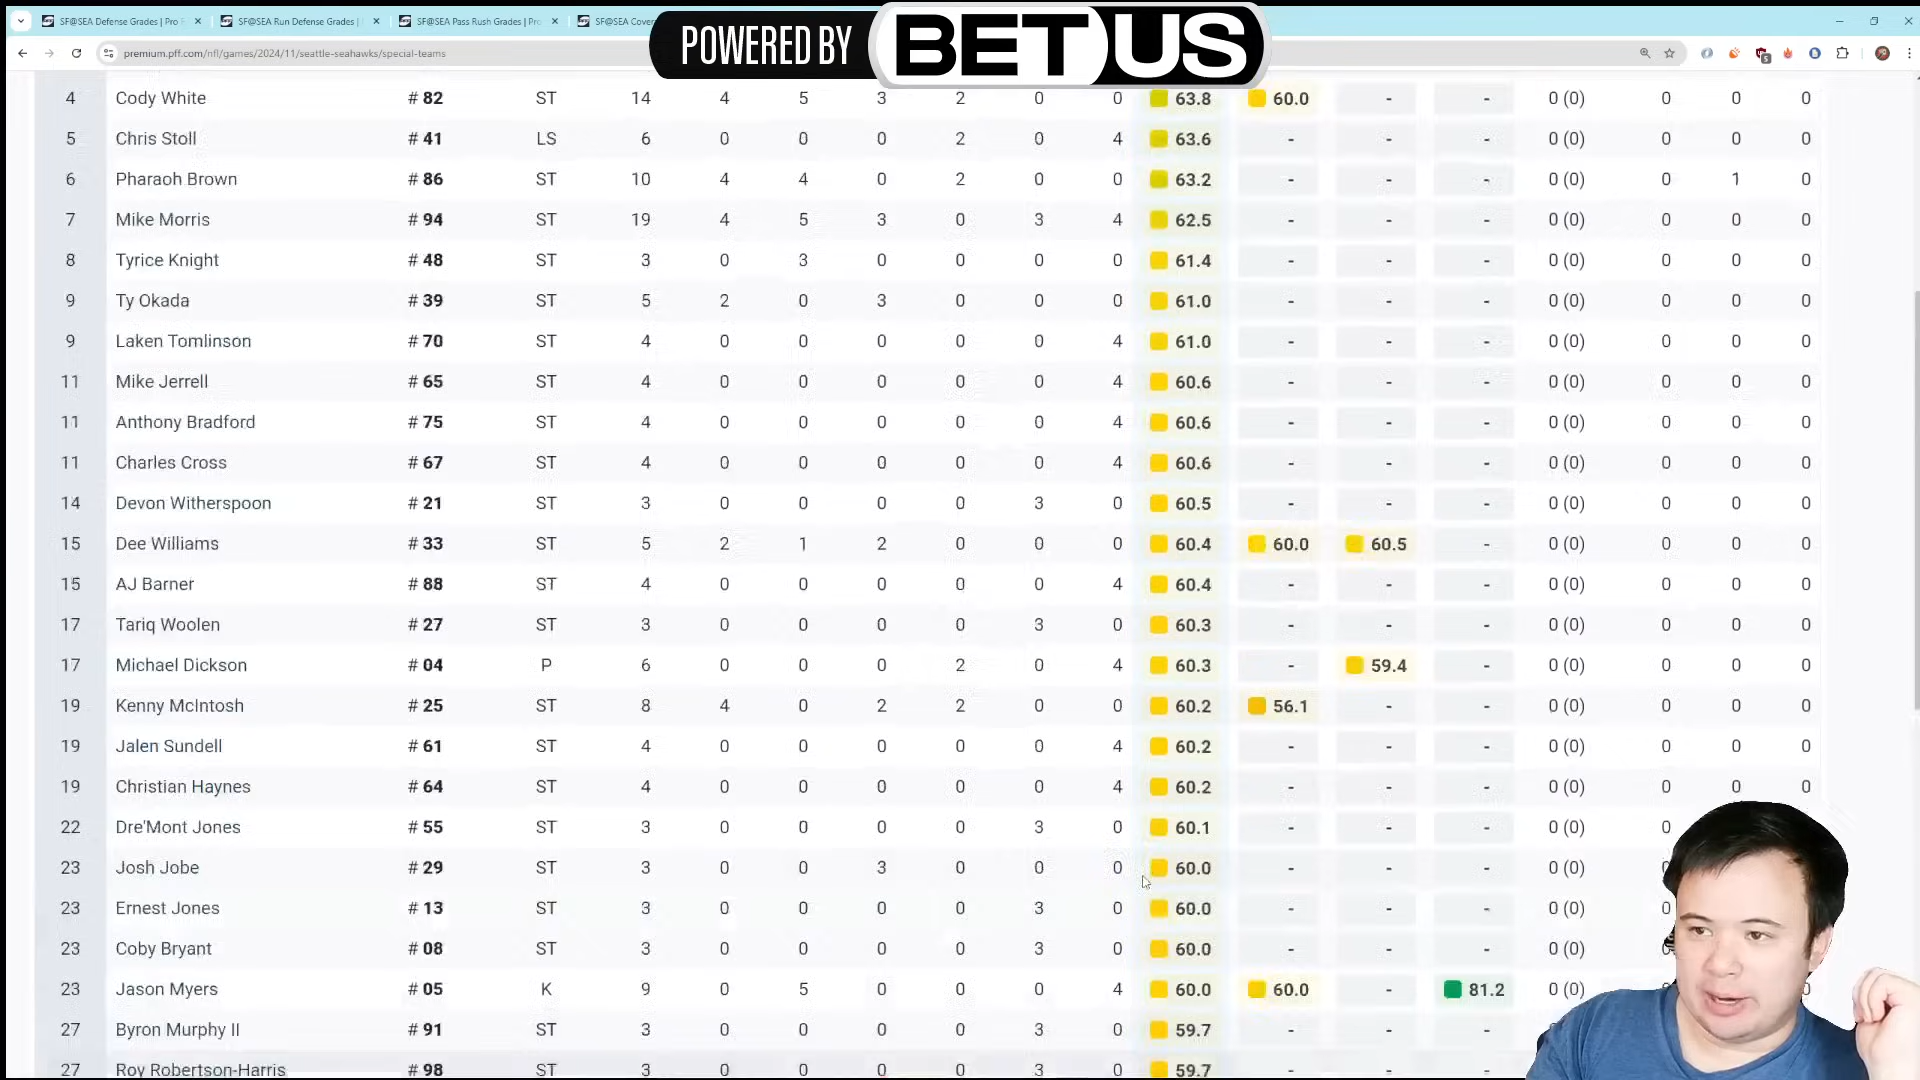 SF@SEA Defense Grades | Pro SF@SEA Run Defense Grades | SF@SEA Pass Rush Grades | Pro SF@SEA Cover
POWERED BY BETUS
premium.pff.com/nfl/games/2024/11/seattle-seahawks/special-teams
4 Cody White # 82 ST 14 4 5 3 2 0 0 63.8 60.0 - - 0 (0) 0 0 0
5 Chris Stoll # 41 LS 6 0 0 0 2 0 4 63.6 - - - 0 (0) 0 0 0
6 Pharaoh Brown # 86 ST 10 4 4 0 2 0 0 63.2 - - - 0 (0) 0 1 0
7 Mike Morris # 94 ST 19 4 5 3 0 3 4 62.5 - - - 0 (0) 0 0 0
8 Tyrice Knight # 48 ST 3 0 3 0 0 0 0 61.4 - - - 0 (0) 0 0 0
9 Ty Okada # 39 ST 5 2 0 3 0 0 0 61.0 - - - 0 (0) 0 0 0
9 Laken Tomlinson # 70 ST 4 0 0 0 0 0 4 61.0 - - - 0 (0) 0 0 0
11 Mike Jerrell # 65 ST 4 0 0 0 0 0 4 60.6 - - - 0 (0) 0 0 0
11 Anthony Bradford # 75 ST 4 0 0 0 0 0 4 60.6 - - - 0 (0) 0 0 0
11 Charles Cross # 67 ST 4 0 0 0 0 0 4 60.6 - - - 0 (0) 0 0 0
14 Devon Witherspoon # 21 ST 3 0 0 0 0 3 0 60.5 - - - 0 (0) 0 0 0
15 Dee Williams # 33 ST 5 2 1 2 0 0 0 60.4 60.0 60.5 - 0 (0) 0 0 0
15 AJ Barner # 88 ST 4 0 0 0 0 0 4 60.4 - - - 0 (0) 0 0 0
17 Tariq Woolen # 27 ST 3 0 0 0 0 3 0 60.3 - - - 0 (0) 0 0 0
17 Michael Dickson # 04 P 6 0 0 0 2 0 4 60.3 - 59.4 - 0 (0) 0 0 0
19 Kenny McIntosh # 25 ST 8 4 0 2 2 0 0 60.2 56.1 - - 0 (0) 0 0 0
19 Jalen Sundell # 61 ST 4 0 0 0 0 0 4 60.2 - - - 0 (0) 0 0 0
19 Christian Haynes # 64 ST 4 0 0 0 0 0 4 60.2 - - - 0 (0) 0 0 0
22 Dre'Mont Jones # 55 ST 3 0 0 0 0 3 0 60.1 - - - 0 (0) 0
23 Josh Jobe # 29 ST 3 0 0 3 0 0 0 60.0 - - - 0 (0) 0
23 Ernest Jones # 13 ST 3 0 0 0 0 3 0 60.0 - - - 0 (0) 0
23 Coby Bryant # 08 ST 3 0 0 0 0 3 0 60.0 - - - 0 (0) 0
23 Jason Myers # 05 K 9 0 5 0 0 0 4 60.0 60.0 - 81.2 0 (0)
27 Byron Murphy II # 91 ST 3 0 0 0 0 3 0 59.7 - - -
27 Roy Robertson-Harris # 98 ST 3 0 0 0 0 3 0 59.7 - - -